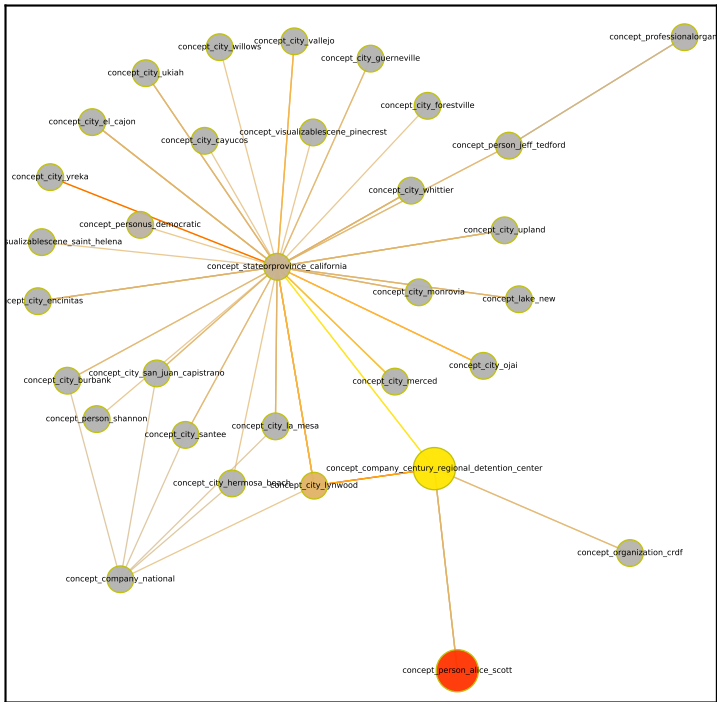 concept_professionalorgan
concept_city_vallejo
concept_city_willows
concept_city_guerneville
concept_city_ukiah
concept_city_forestville
concept_city_el_cajon
concept_visualizablescene_pinecrest
concept_city_cayucos
concept_person_jeff_tedford
concept_city_yreka
concept_city_whittier
concept_personus_democratic
concept_city_upland
sualizablescene_saint_helena
concept_stateorprovince_california
concept_city_monrovia
concept_lake_new
cept_city_encinitas
concept_city_ojai
concept_city_san_juan_capistrano
concept_city_burbank
concept_city_merced
concept_person_shannon
concept_city_la_mesa
concept_city_santee
concept_company_century_regional_detention_center
concept_city_hermosa_beach
concept_city_lynwood
concept_organization_crdf
concept_company_national
concept_person_alice_scott